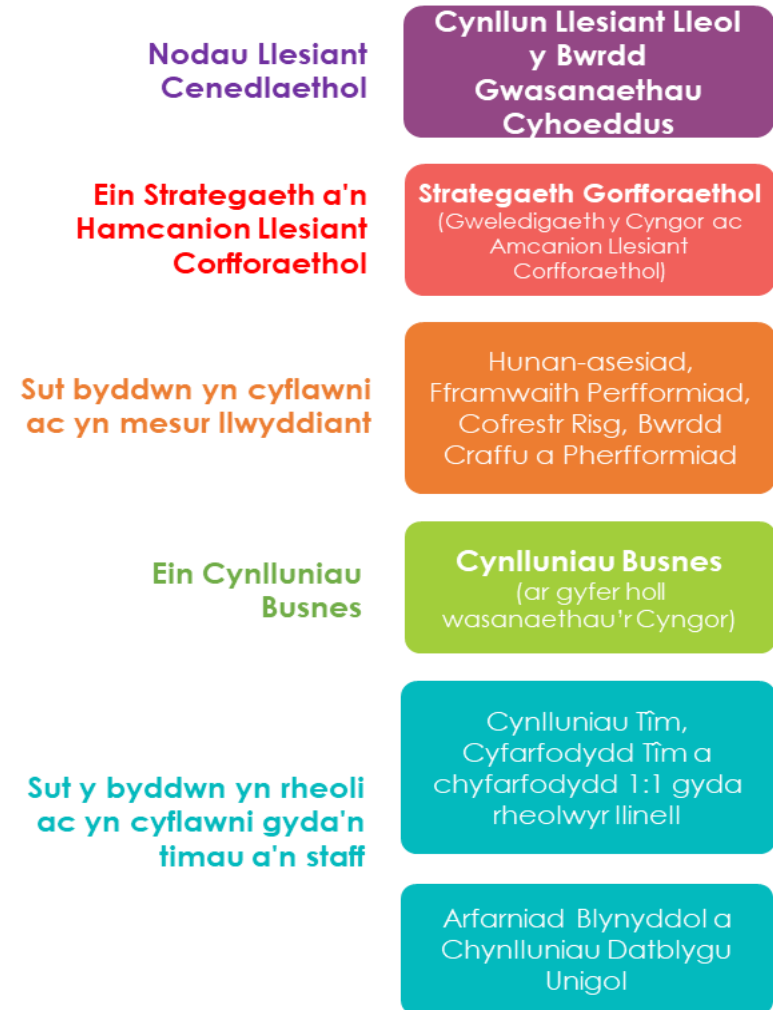 Nodau Llesiant
Cenedlaethol
Cynllun Llesiant Lleol
y Bwrdd
Gwasanaethau
Cyhoeddus
Ein Strategaeth a'n
Hamcanion Llesiant
Corfforaethol
Strategaeth Gorfforaethol
(Gweledigaeth y Cyngor ac
Amcanion Llesiant
Corfforaethol)
Sut byddwn yn cyflawni
ac yn mesur llwyddiant
Hunan-asesiad,
Fframwaith Perfformiad,
Cofrestr Risg, Bwrdd
Craffu a Pherfformiad
Ein Cynlluniau
Busnes
Cynlluniau Busnes
(ar gyfer holl
wasanaethau'r Cyngor)
Sut y byddwn yn rheoli
ac yn cyflawni gyda'n
timau a'n staff
Cynlluniau Tîm,
Cyfarfodydd Tîm a
chyfarfodydd 1:1 gyda
rheolwyr llinell
Arfarniad Blynyddol a
Chynlluniau Datblygu
Unigol